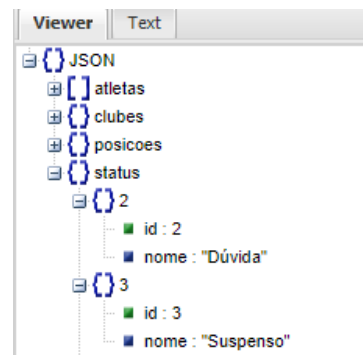 Viewer Text
JSON
atletas
clubes
posicoes
status
2
id : 2
nome : "Dúvida"
3
id : 3
nome : "Suspenso"